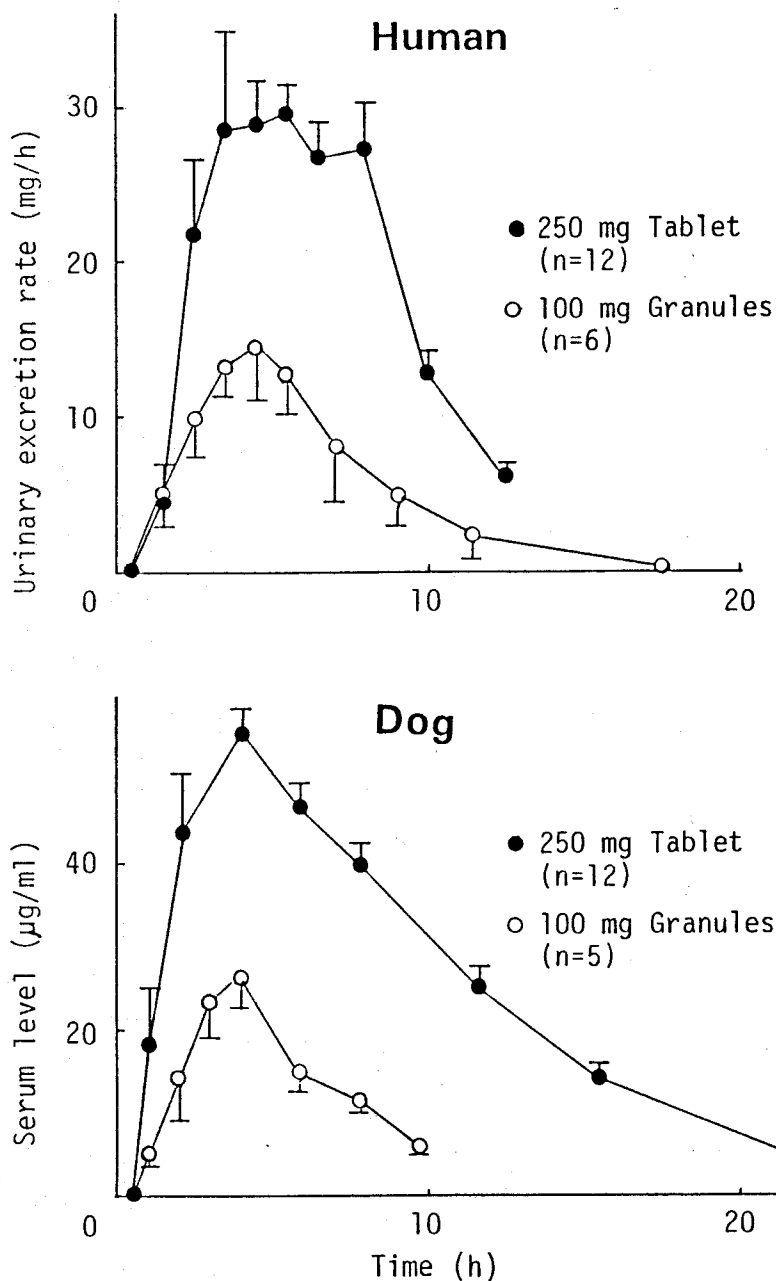 Human
Urinary excretion rate (mg/h)
30
20
10
0
10
20
● 250 mg Tablet
(n=12)
○ 100 mg Granules
(n=6)
Dog
Serum level (µg/ml)
40
20
0
10
20
● 250 mg Tablet
(n=12)
○ 100 mg Granules
(n=5)
Time (h)